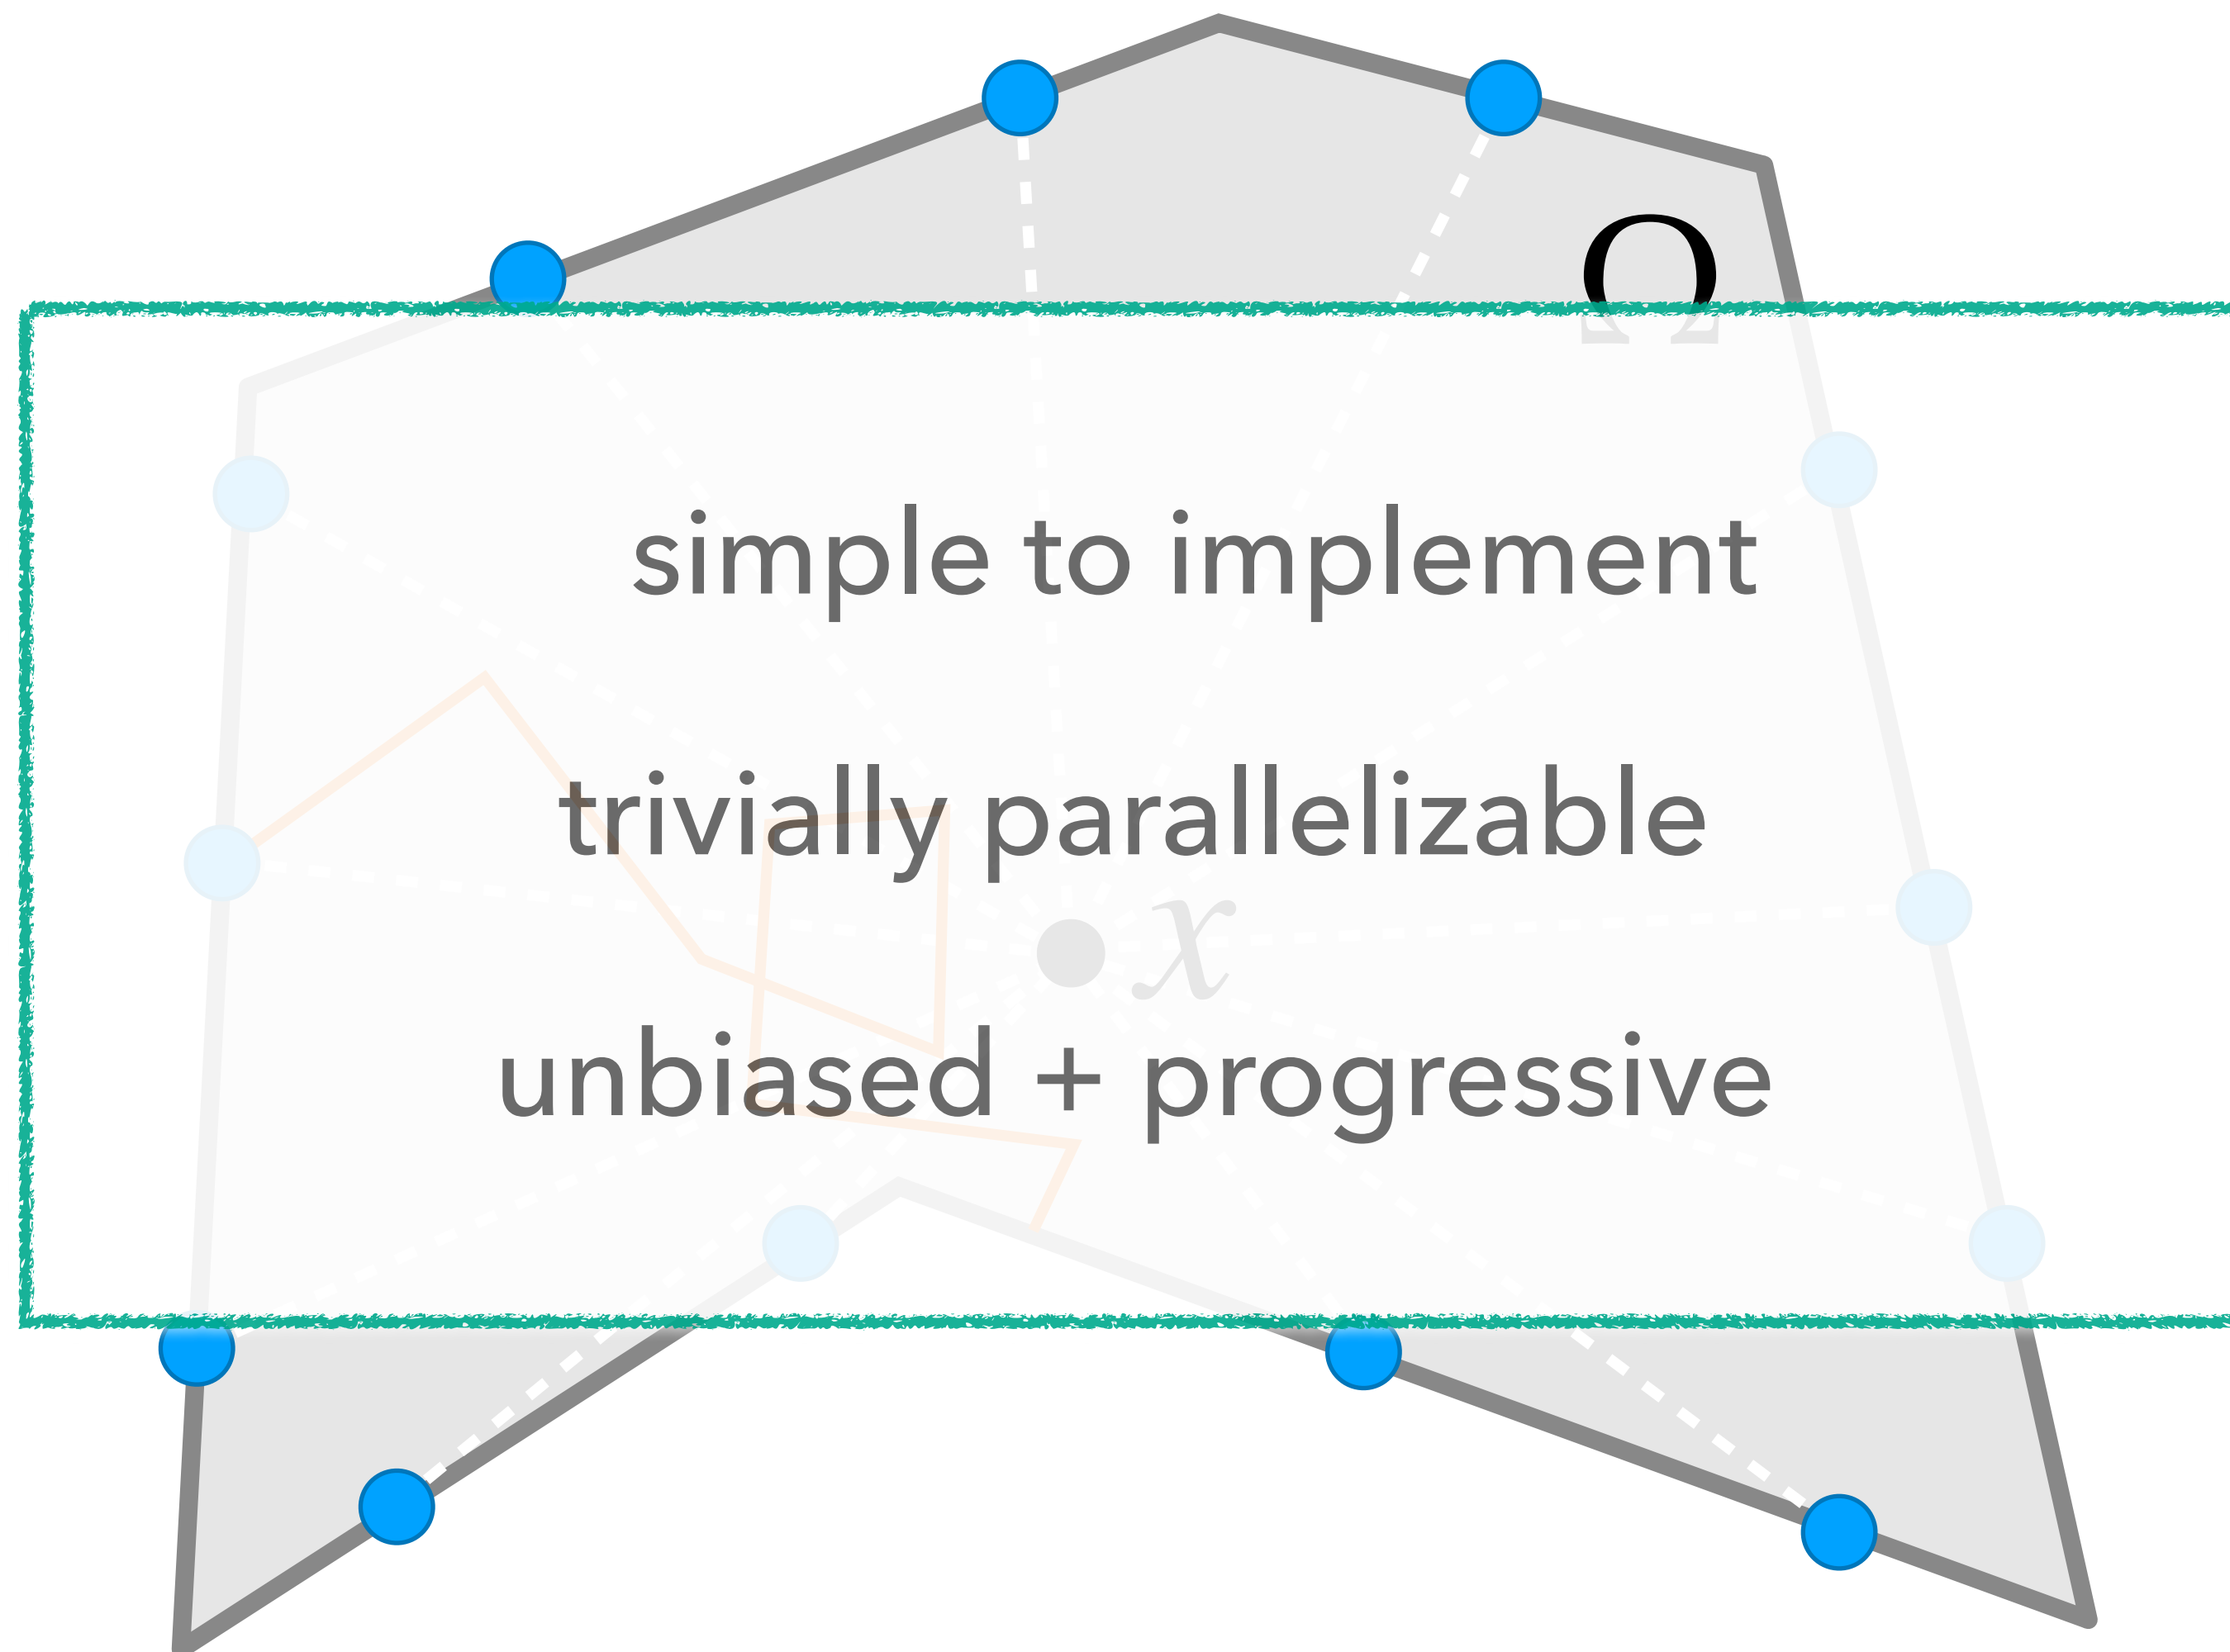 Ω
simple to implement
trivially parallelizable
x
unbiased + progressive